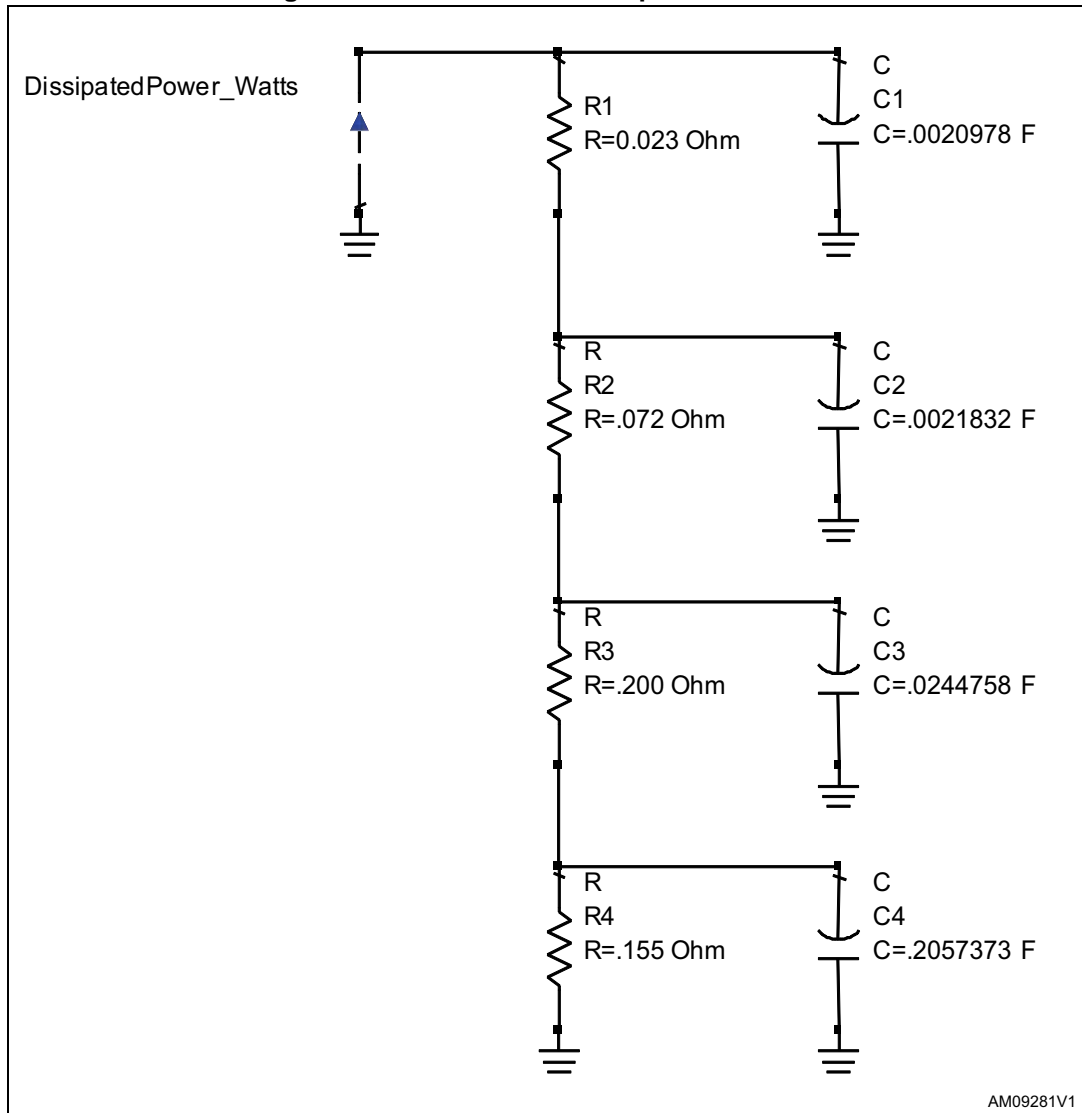 DissipatedPower_Watts
R1
R=0.023 Ohm
C
C1
C=.0020978 F
R
R2
R=.072 Ohm
C
C2
C=.0021832 F
R
R3
R=.200 Ohm
C
C3
C=.0244758 F
R
R4
R=.155 Ohm
C
C4
C=.2057373 F
AM09281V1